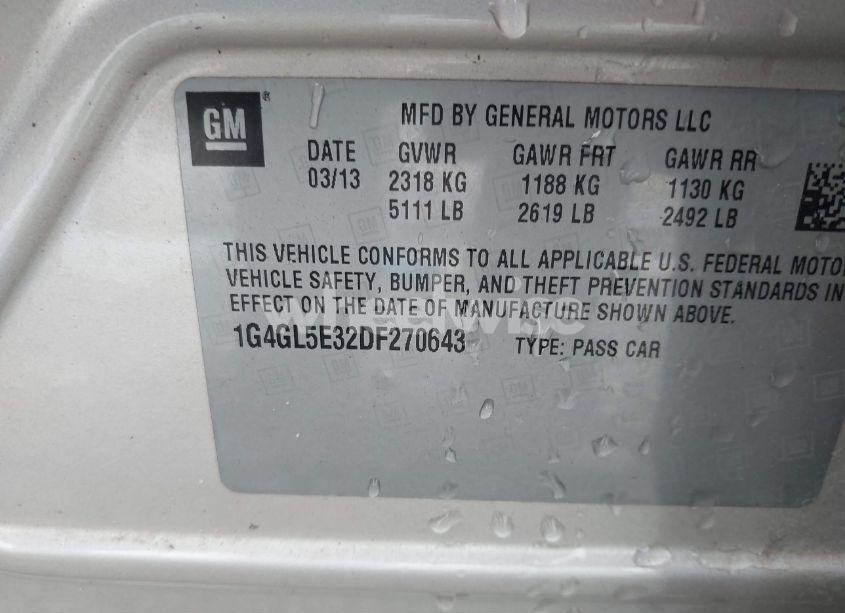 GM ®
MFD BY GENERAL MOTORS LLC
DATE GVWR GAWR FRT GAWR RR
03/13 2318 KG 1188 KG 1130 KG
5111 LB 2619 LB 2492 LB
THIS VEHICLE CONFORMS TO ALL APPLICABLE U.S. FEDERAL MOTO
VEHICLE SAFETY, BUMPER, AND THEFT PREVENTION STANDARDS IN
EFFECT ON THE DATE OF MANUFACTURE SHOWN ABOVE.
1G4GL5E32DF270643 TYPE: PASS CAR